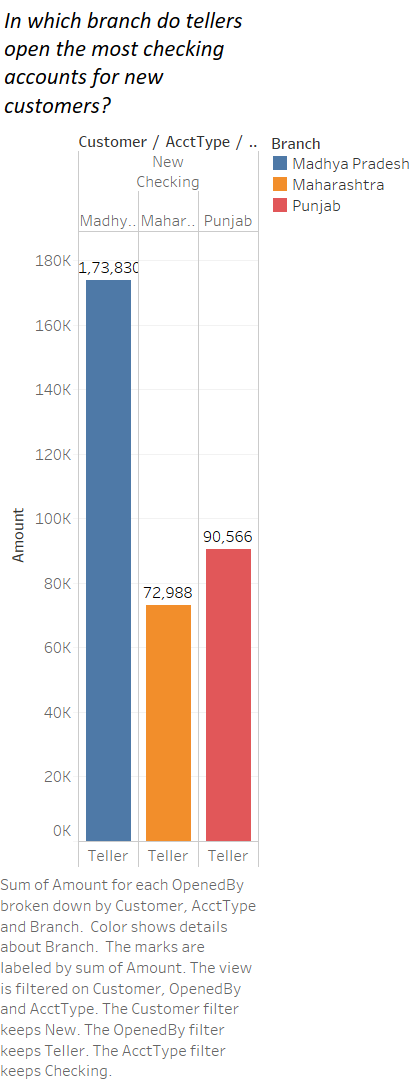 In which branch do tellers
open the most checking
accounts for new
customers?
Customer / AcctType / ..
New
Checking
Madhy.. Mahar.. Punjab
Branch
Madhya Pradesh
Maharashtra
Punjab
180K
160K
140K
120K
100K
80K
60K
40K
20K
0K
Amount
1,73,830
72,988
90,566
Teller Teller Teller
Sum of Amount for each OpenedBy
broken down by Customer, AcctType
and Branch.  Color shows details
about Branch.  The marks are
labeled by sum of Amount. The view
is filtered on Customer, OpenedBy
and AcctType. The Customer filter
keeps New. The OpenedBy filter
keeps Teller. The AcctType filter
keeps Checking.